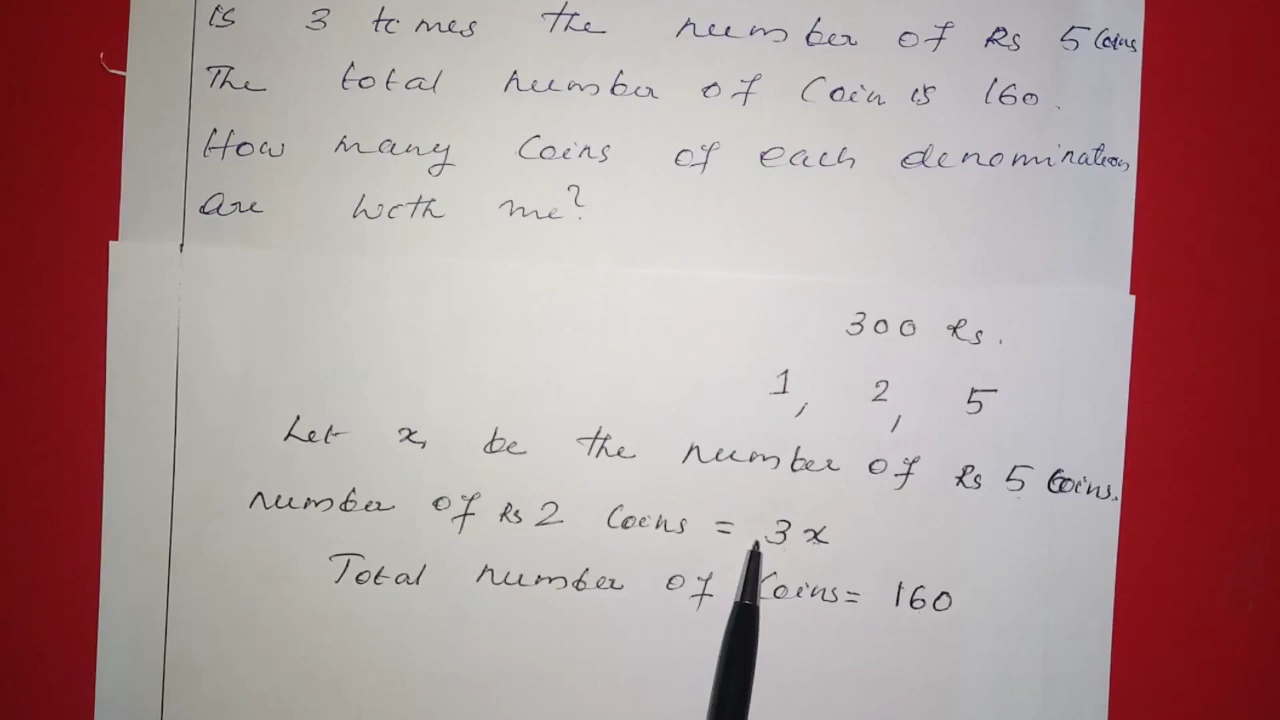 is 3 times the number of Rs 5 Coins
The total number of Coin is 160.
How many Coins of each denomination
are with me?
300 Rs.
1, 2, 5
Let x, be the number of Rs 5 Coins.
number of Rs 2 Coins = 3x
Total number of Coins = 160